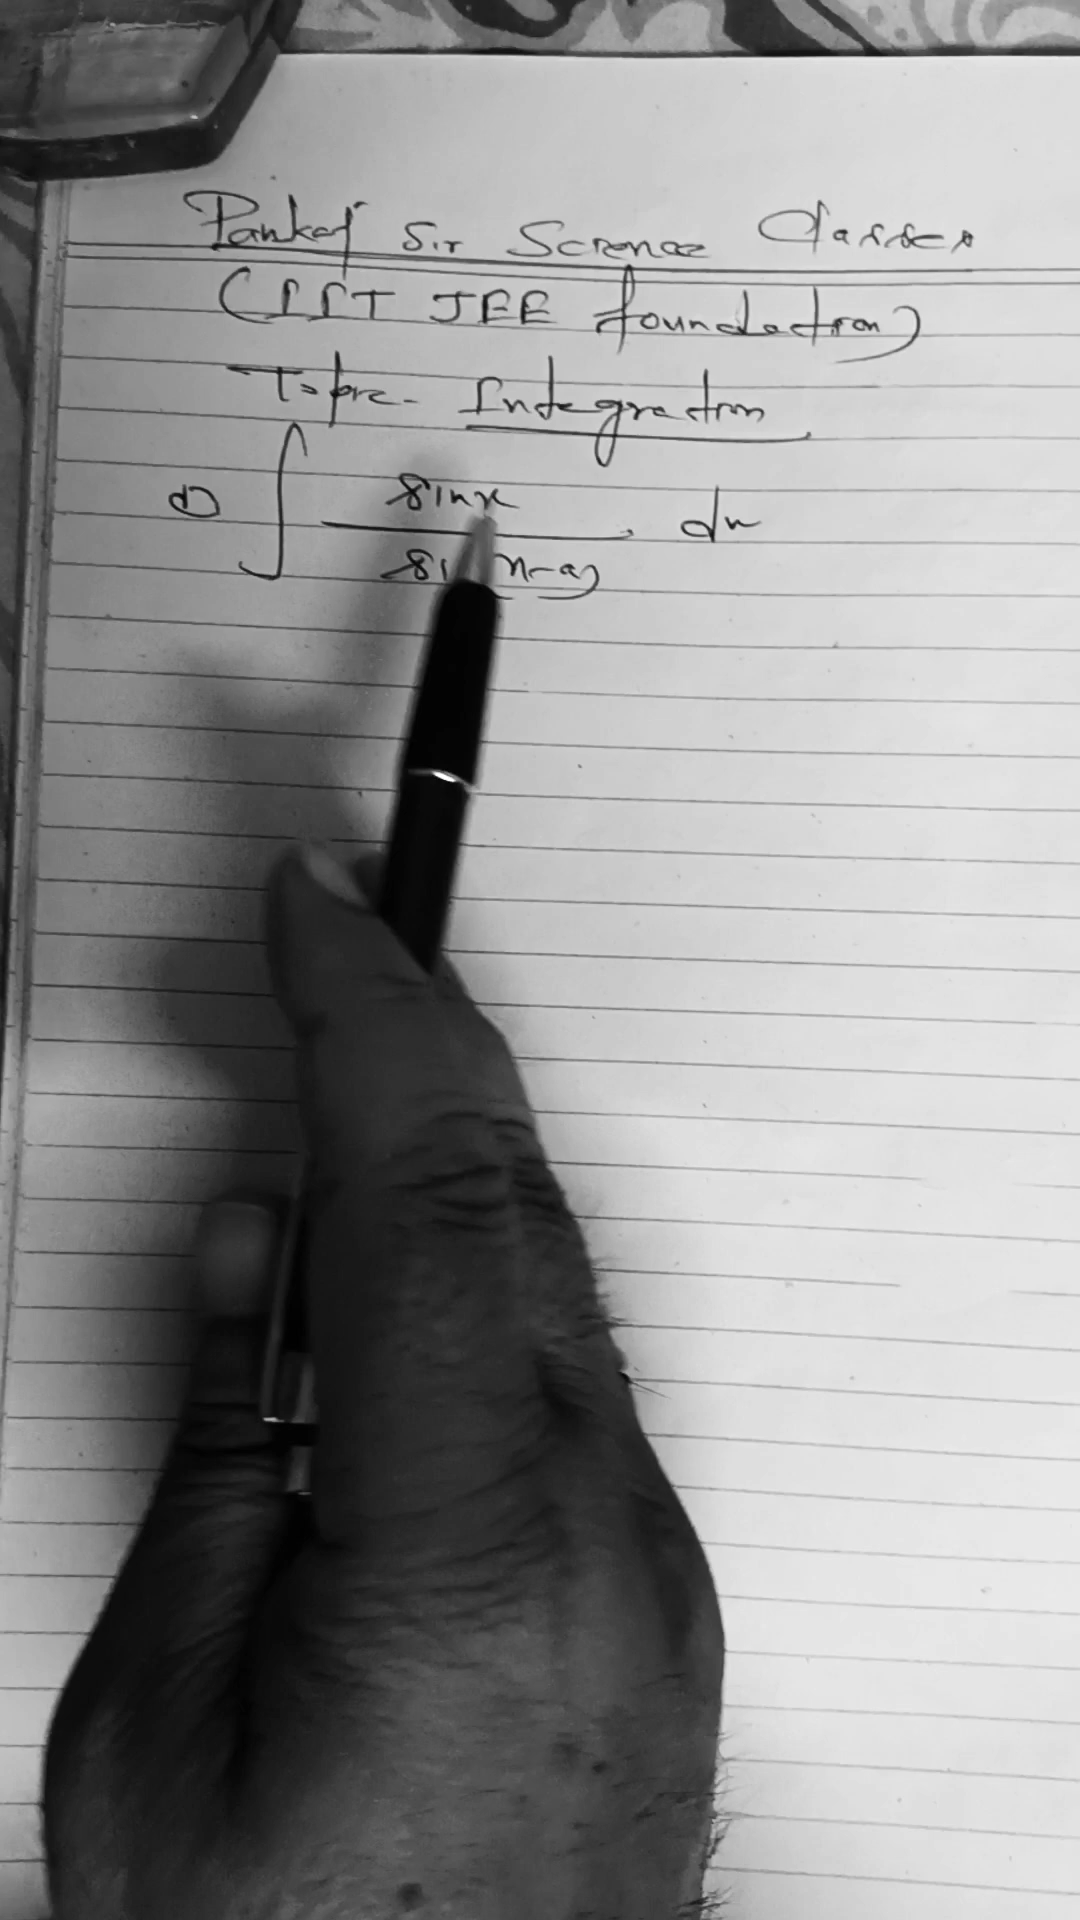 Pankaj Sir Science Classes
(IIT JEE foundation)
Topic- Integration
① ∫ sinx / sin(x-a) . dx